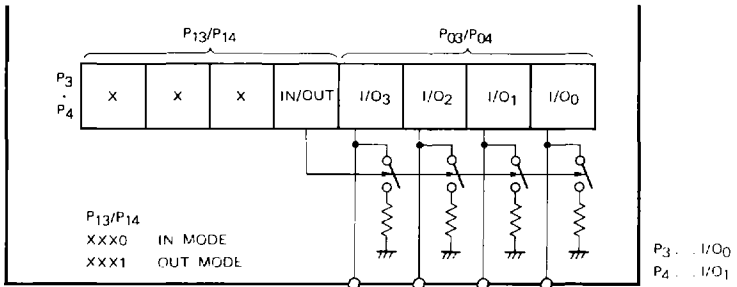 P13/P14 P03/P04
P3 . P4 X X X IN/OUT I/O3 I/O2 I/O1 I/O0
P13/P14
XXX0 IN MODE
XXX1 OUT MODE
P3 . . . I/O0
P4 . . . I/O1